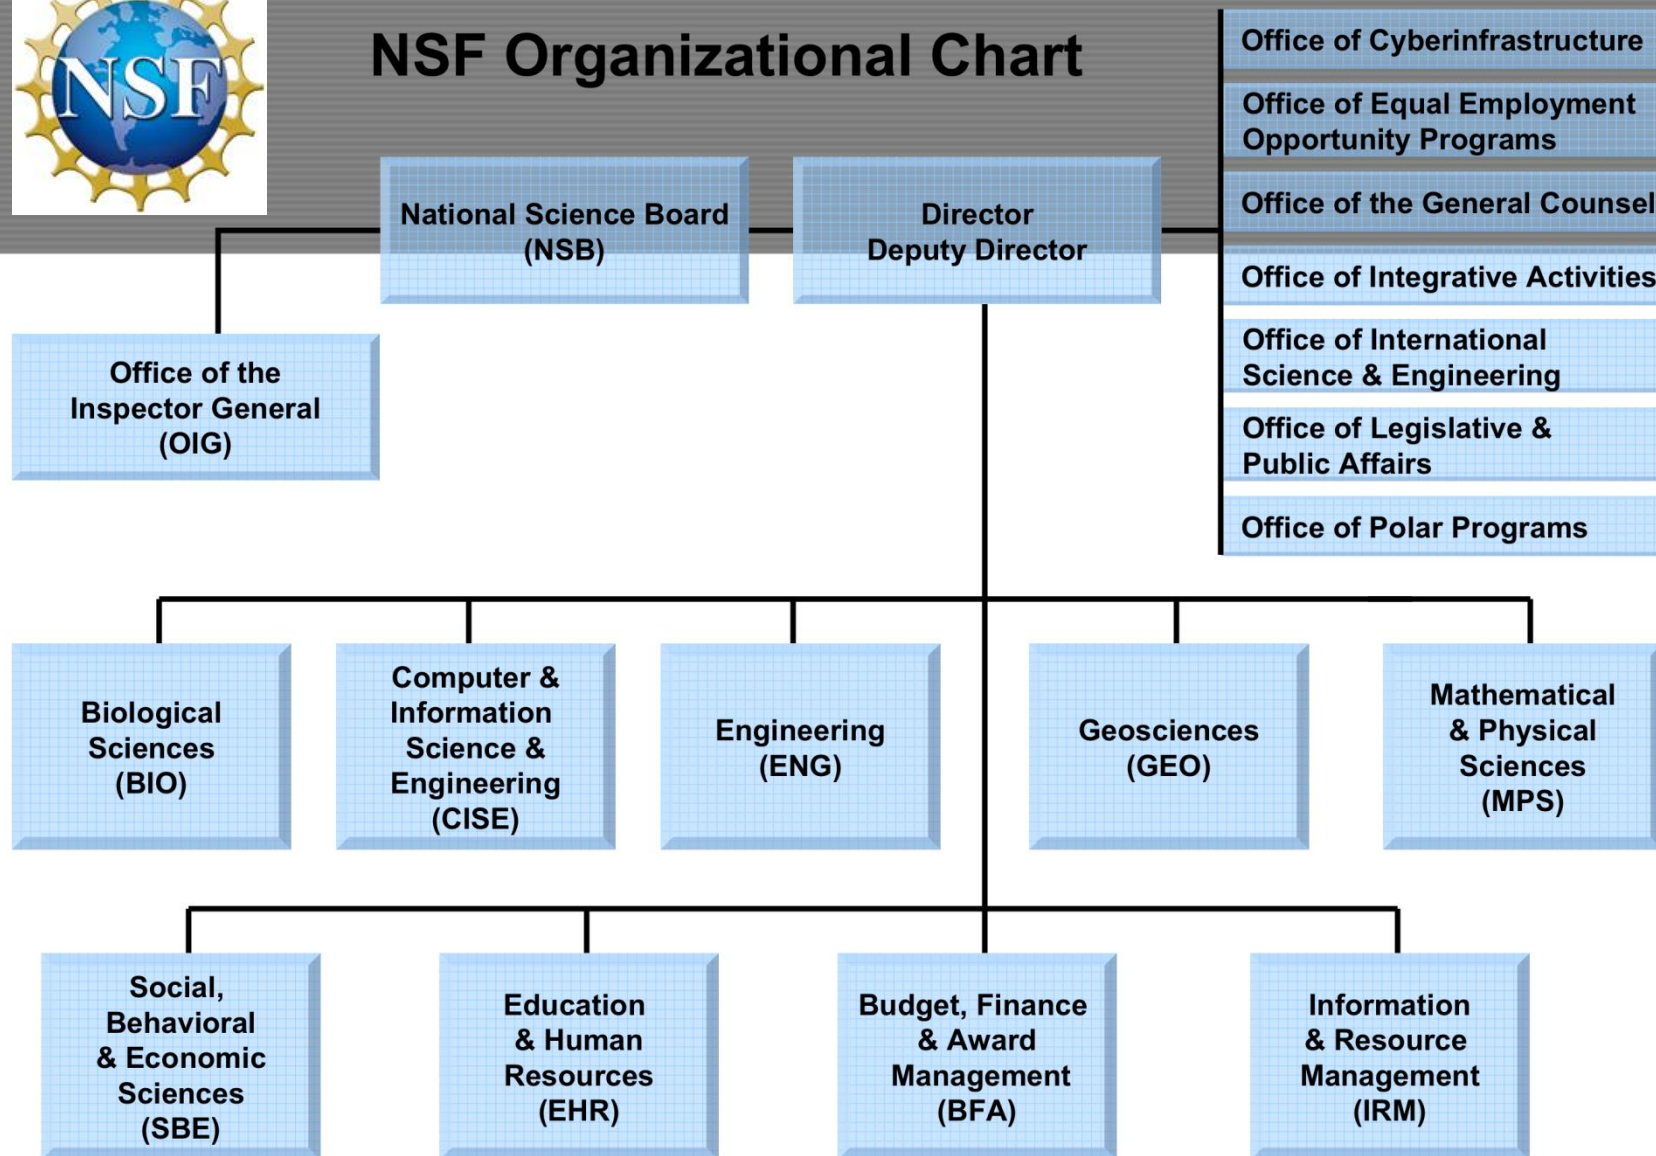 NSF
NSF Organizational Chart
Office of Cyberinfrastructure
Office of Equal Employment
Opportunity Programs
Office of the General Counsel
Office of Integrative Activities
Office of International
Science & Engineering
Office of Legislative &
Public Affairs
Office of Polar Programs
National Science Board
(NSB)
Director
Deputy Director
Office of the
Inspector General
(OIG)
Biological
Sciences
(BIO)
Computer &
Information
Science &
Engineering
(CISE)
Engineering
(ENG)
Geosciences
(GEO)
Mathematical
& Physical
Sciences
(MPS)
Social,
Behavioral
& Economic
Sciences
(SBE)
Education
& Human
Resources
(EHR)
Budget, Finance
& Award
Management
(BFA)
Information
& Resource
Management
(IRM)